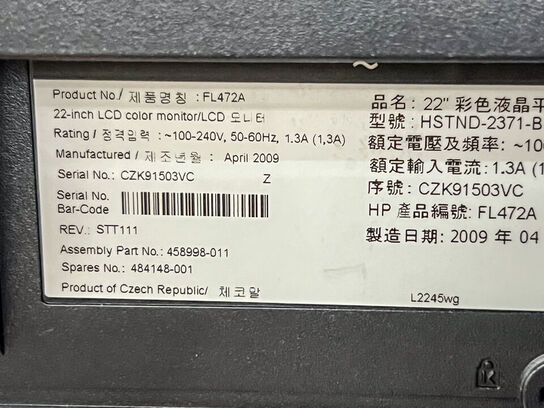 Product No./ 제품명칭 : FL472A
22-inch LCD color monitor/LCD 모니터
Rating / 정격입력 : ~100-240V, 50-60Hz, 1.3A (1,3A)
Manufactured / 제조년월 : April 2009
Serial No.: CZK91503VC Z
Serial No.
Bar-Code
REV.: STT111
Assembly Part No.: 458998-011
Spares No.: 484148-001
Product of Czech Republic/ 체코말
品名: 22" 彩色液晶平
型號: HSTND-2371-B
額定電壓及頻率: ~10
額定輸入電流: 1.3A (1
序號: CZK91503VC
HP 產品編號: FL472A
製造日期: 2009 年 04
L2245wg